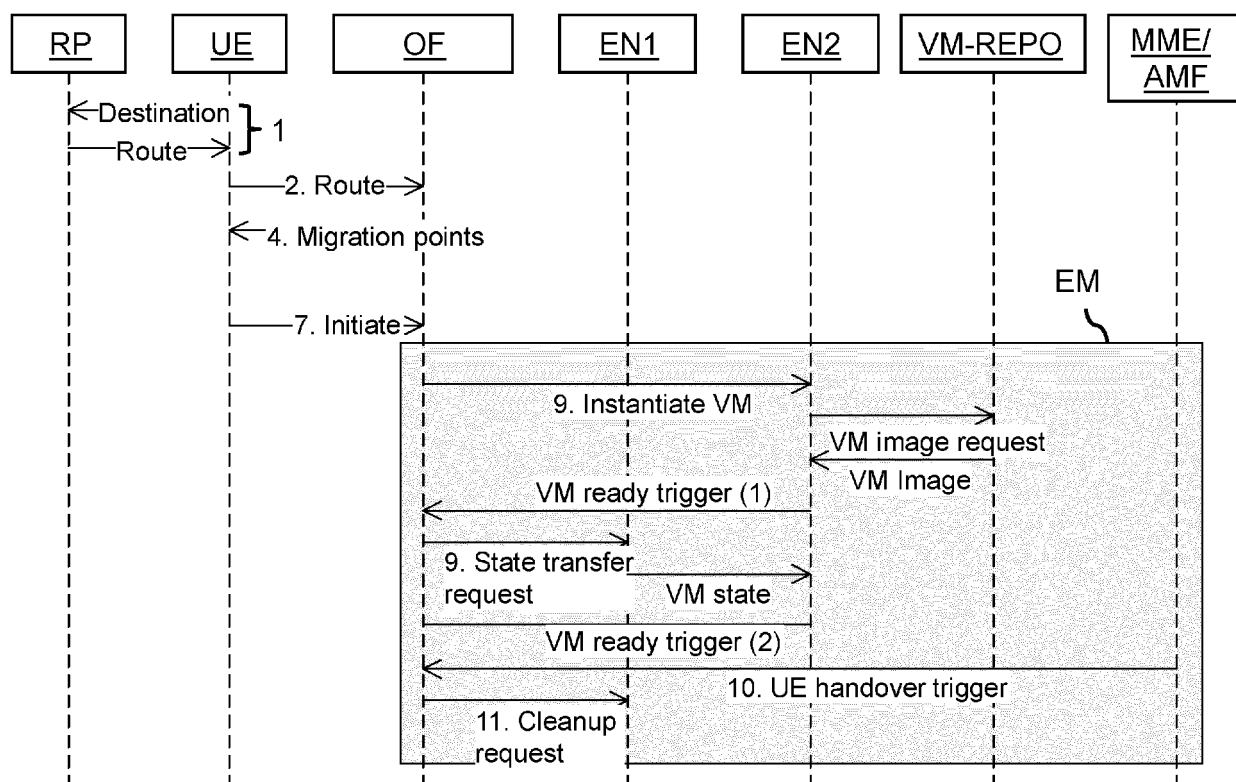 RP
UE
OF
EN1
EN2
VM-REPO
MME/
AMF
Destination
1
Route
2. Route
4. Migration points
EM
7. Initiate
9. Instantiate VM
VM image request
VM Image
VM ready trigger (1)
9. State transfer
request
VM state
VM ready trigger (2)
10. UE handover trigger
11. Cleanup
request